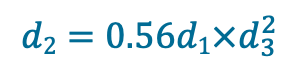 d₂ = 0.56d₁×d₃²